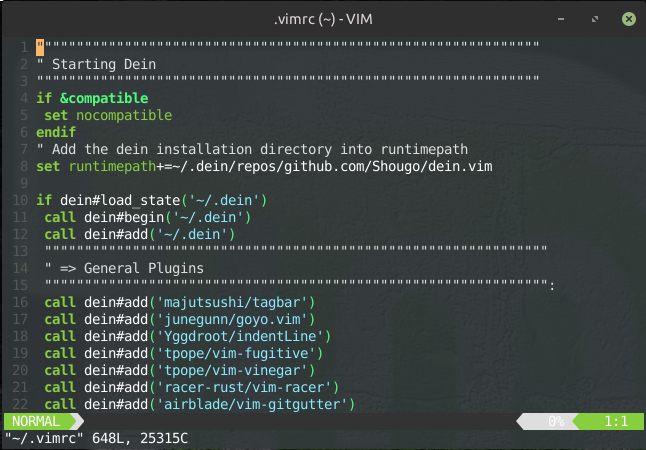 .vimrc (~) - VIM
1 """""""""""""""""""""""""""""""""""""""""""""""""""""""""""""""
2 " Starting Dein
3 """""""""""""""""""""""""""""""""""""""""""""""""""""""""""""""
4 if &compatible
5  set nocompatible
6 endif
7 " Add the dein installation directory into runtimepath
8 set runtimepath+=~/.dein/repos/github.com/Shougo/dein.vim
9
10 if dein#load_state('~/.dein')
11  call dein#begin('~/.dein')
12  call dein#add('~/.dein')
13  """""""""""""""""""""""""""""""""""""""""""""""""""""""""""""""
14  " => General Plugins
15  """"""""""""""""""""""""""""""""""""""""""""""""""""""""""""""":
16  call dein#add('majutsushi/tagbar')
17  call dein#add('junegunn/goyo.vim')
18  call dein#add('Yggdroot/indentLine')
19  call dein#add('tpope/vim-fugitive')
20  call dein#add('tpope/vim-vinegar')
21  call dein#add('racer-rust/vim-racer')
22  call dein#add('airblade/vim-gitgutter')
NORMAL 0% 1:1
"~/.vimrc" 648L, 25315C